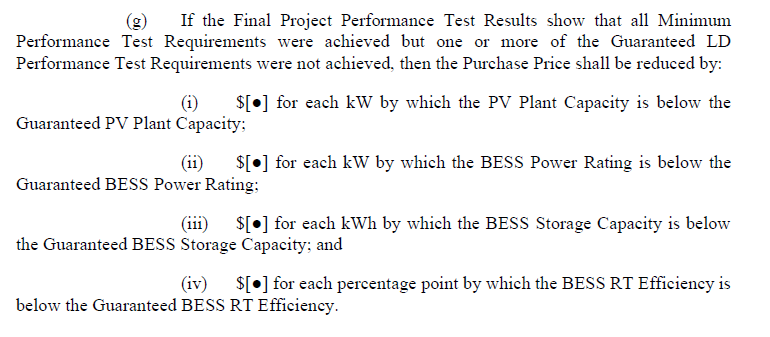 (g) If the Final Project Performance Test Results show that all Minimum
Performance Test Requirements were achieved but one or more of the Guaranteed LD
Performance Test Requirements were not achieved, then the Purchase Price shall be reduced by:
(i) $[●] for each kW by which the PV Plant Capacity is below the
Guaranteed PV Plant Capacity;
(ii) $[●] for each kW by which the BESS Power Rating is below the
Guaranteed BESS Power Rating;
(iii) $[●] for each kWh by which the BESS Storage Capacity is below
the Guaranteed BESS Storage Capacity; and
(iv) $[●] for each percentage point by which the BESS RT Efficiency is
below the Guaranteed BESS RT Efficiency.